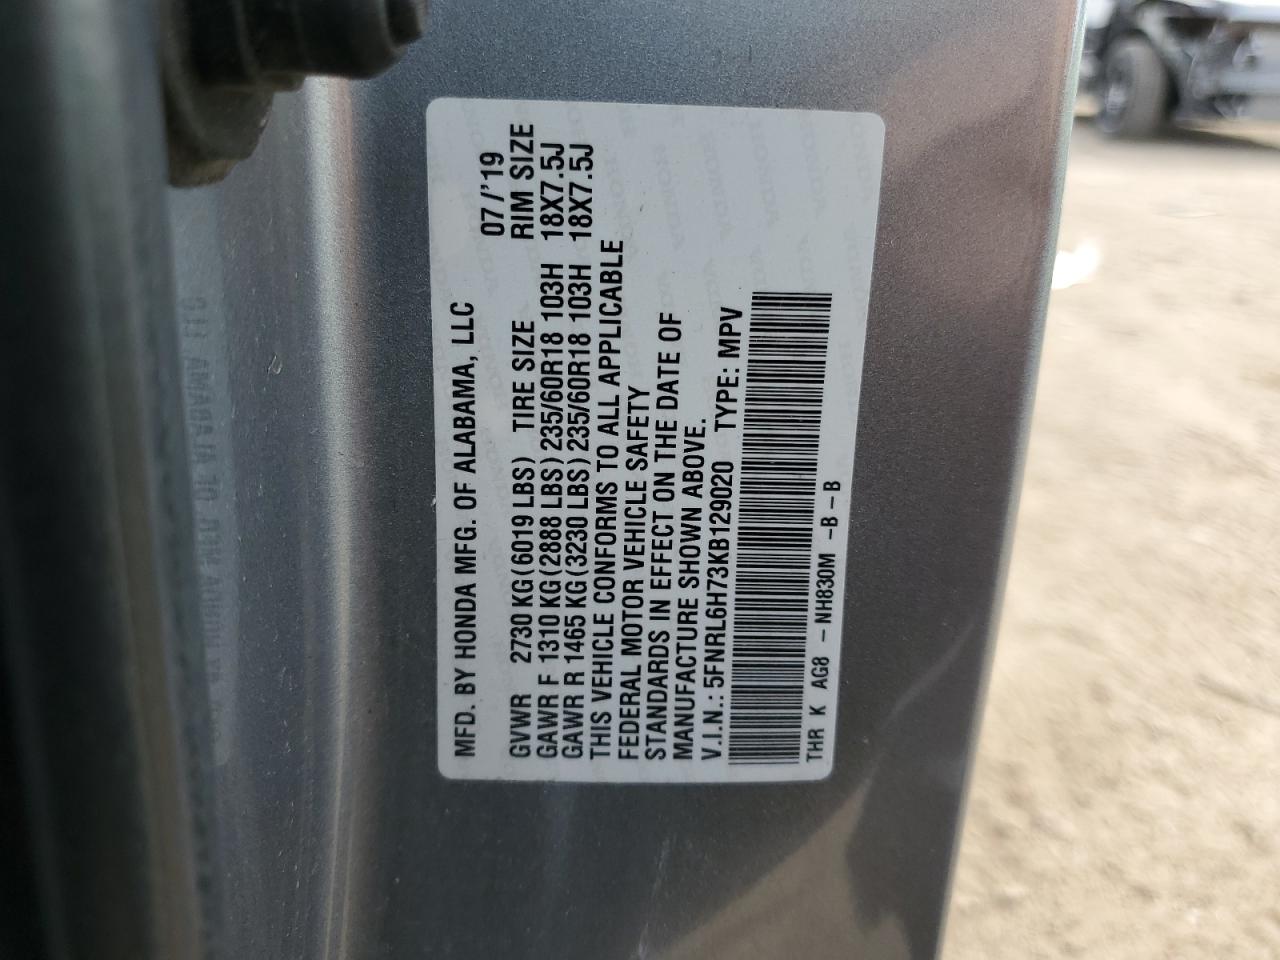 MFD. BY HONDA MFG. OF ALABAMA, LLC 07/'19
GVWR 2730 KG(6019 LBS) TIRE SIZE RIM SIZE
GAWR F 1310 KG(2888 LBS) 235/60R18 103H 18X7.5J
GAWR R 1465 KG(3230 LBS) 235/60R18 103H 18X7.5J
THIS VEHICLE CONFORMS TO ALL APPLICABLE
FEDERAL MOTOR VEHICLE SAFETY
STANDARDS IN EFFECT ON THE DATE OF
MANUFACTURE SHOWN ABOVE.
V.I.N.: 5FNRL6H73KB129020 TYPE: MPV
THR K AG8 -NH830M -B-B